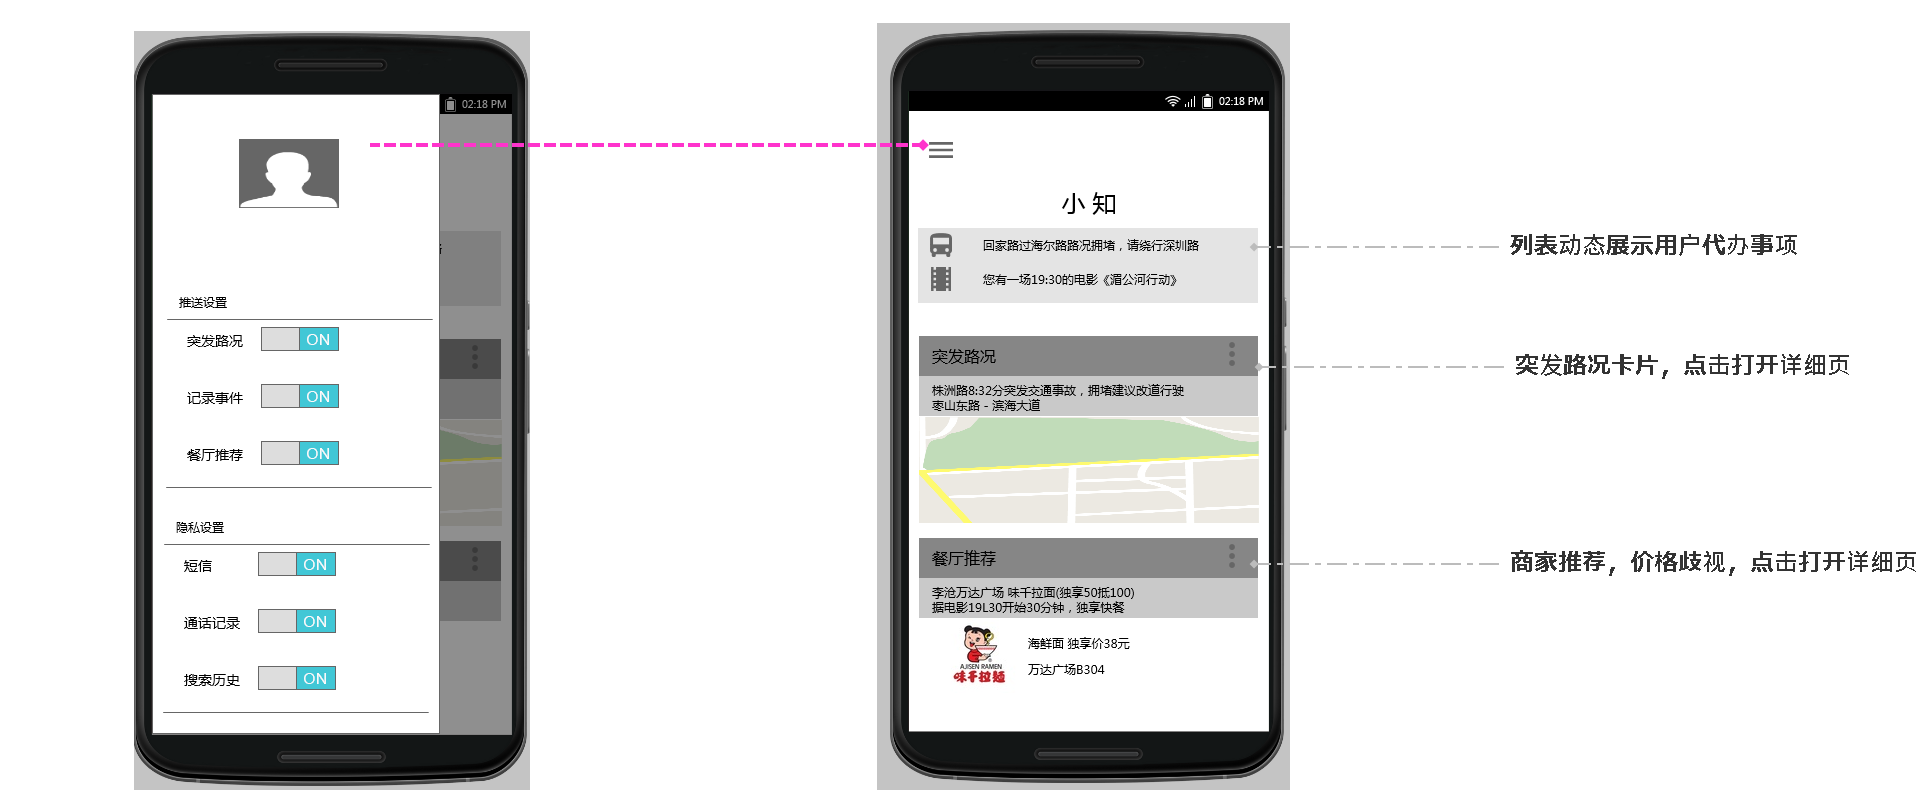 02:18 PM
推送设置
突发路况
ON
记录事件
ON
餐厅推荐
ON
隐私设置
短信
ON
通话记录
ON
搜索历史
ON
02:18 PM
小 知
回家路过海尔路路况拥堵，请绕行深圳路
您有一场19:30的电影《湄公河行动》
突发路况
株洲路8:32分突发交通事故，拥堵建议改道行驶
枣山东路 - 滨海大道
餐厅推荐
李沧万达广场 味千拉面(独享50抵100)
据电影19L30开始30分钟，独享快餐
AJISEN RAMEN
味千拉麺
海鲜面 独享价38元
万达广场B304
列表动态展示用户代办事项
突发路况卡片，点击打开详细页
商家推荐，价格歧视，点击打开详细页